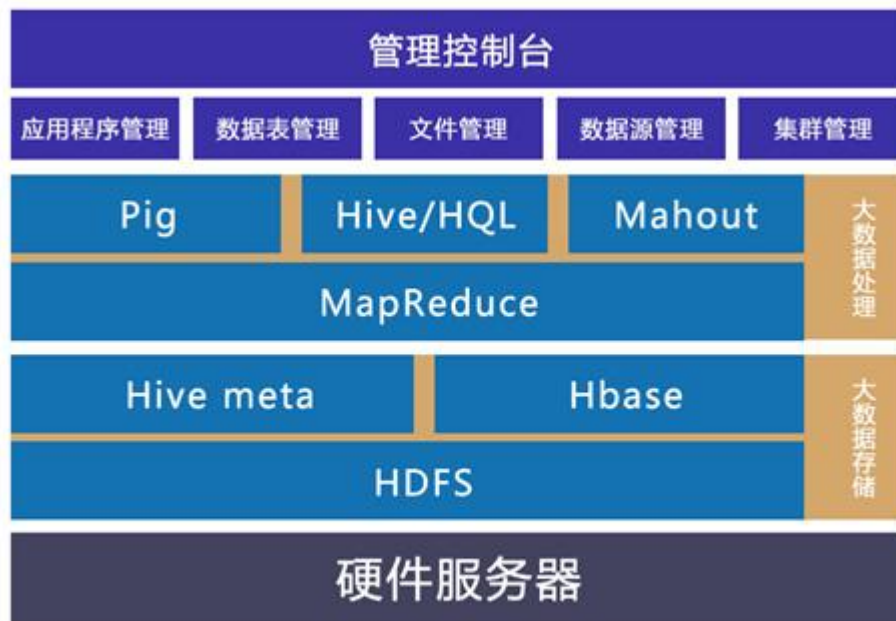 管理控制台
应用程序管理
数据表管理
文件管理
数据源管理
集群管理
Pig
Hive/HQL
Mahout
大数据处理
MapReduce
Hive meta
Hbase
大数据存储
HDFS
硬件服务器